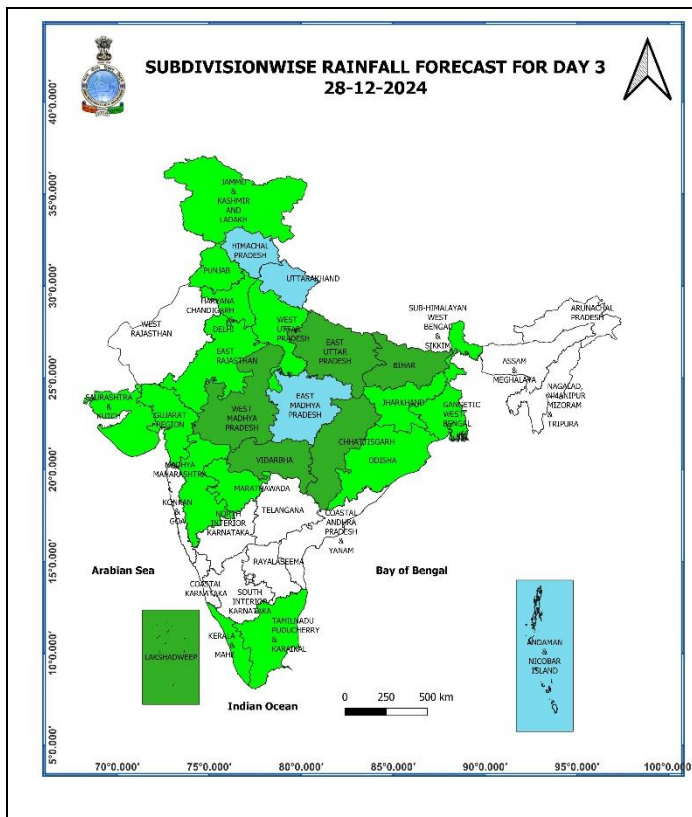 SUBDIVISIONWISE RAINFALL FORECAST FOR DAY 3
28-12-2024
40°0.000'
35°0.000'
30°0.000'
25°0.000'
20°0.000'
15°0.000'
10°0.000'
5°0.000'
JAMMU
&
KASHMIR
AND
LADAKH
HIMACHAL
PRADESH
PUNJAB
UTTARAKHAND
HARYANA
CHANDIGARH
&
DELHI
WEST
RAJASTHAN
WEST
UTTAR
PRADESH
SUB-HIMALAYAN
WEST
BENGAL
&
SIKKIM
ARUNACHAL
PRADESH
EAST
RAJASTHAN
EAST
UTTAR
PRADESH
BIHAR
ASSAM
&
MEGHALAYA
NAGALAD,
MANIPUR
MIZORAM
&
TRIPURA
SAURASHTRA
&
KUTCH
GUJARAT
REGION
WEST
MADHYA
PRADESH
EAST
MADHYA
PRADESH
JHARKHAND
GANGETIC
WEST
BENGAL
CHHATTISGARH
ODISHA
VIDARBHA
MADHYA
MAHARASHTRA
MARATHAWADA
KONKAN
&
GOA
NORTH
INTERIOR
KARNATAKA
TELANGANA
COASTAL
ANDHRA
PRADESH
&
YANAM
RAYALASEEMA
Arabian Sea
Bay of Bengal
COASTAL
KARNATAKA
SOUTH
INTERIOR
KARNATAKA
TAMILNADU
PUDUCHERRY
&
KARAIKAL
KERALA
&
MAHE
LAKSHADWEEP
ANDAMAN
&
NICOBAR
ISLAND
Indian Ocean
0 250 500 km
70°0.000' 75°0.000' 80°0.000' 85°0.000' 90°0.000' 95°0.000' 100°0.000'